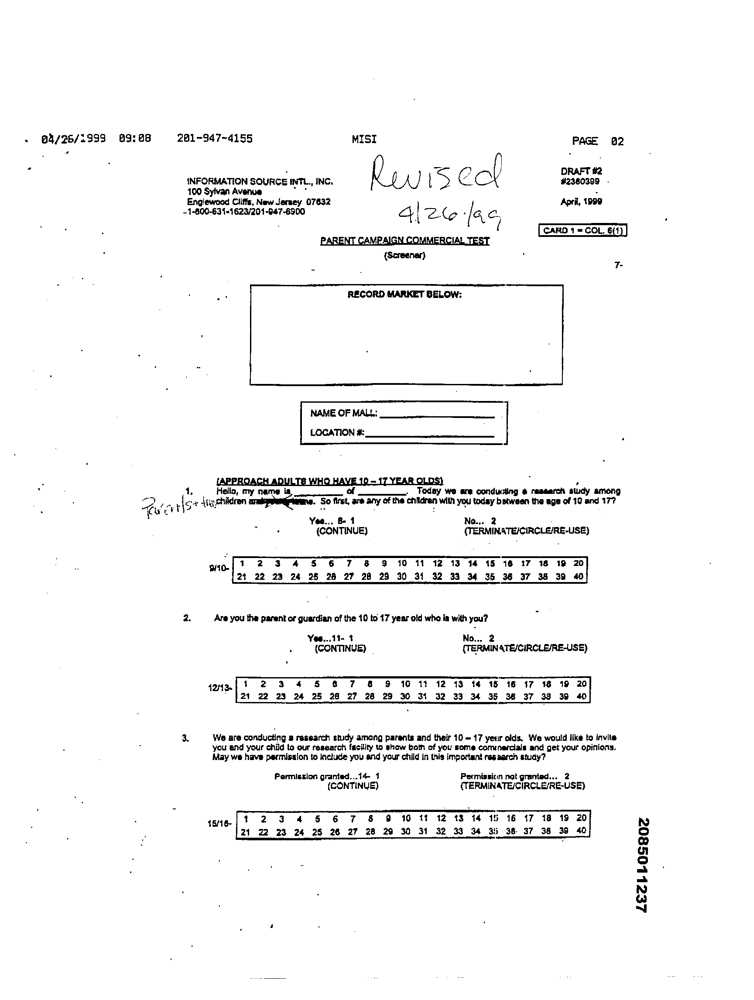 04/26/1999 09:08 201-947-4155 MISI PAGE 02
Revised
4/26/99
INFORMATION SOURCE INTL., INC.
100 Sylvan Avenue
Englewood Cliffs, New Jersey 07632
-1-800-631-1623/201-947-6900
DRAFT #2
#2380399
April, 1999
CARD 1 = COL. 6(1)
PARENT CAMPAIGN COMMERCIAL TEST
(Screener)
7-
RECORD MARKET BELOW:
NAME OF MALL:
LOCATION #:
(APPROACH ADULTS WHO HAVE 10 – 17 YEAR OLDS)
1. Hello, my name is ________ of ________. Today we are conducting a research study among
Parents + their children. So first, are any of the children with you today between the age of 10 and 17?
Yes... 8- 1 No... 2
(CONTINUE) (TERMINATE/CIRCLE/RE-USE)
9/10- 1 2 3 4 5 6 7 8 9 10 11 12 13 14 15 16 17 18 19 20
21 22 23 24 25 26 27 28 29 30 31 32 33 34 35 36 37 38 39 40
2. Are you the parent or guardian of the 10 to 17 year old who is with you?
Yes...11- 1 No... 2
(CONTINUE) (TERMINATE/CIRCLE/RE-USE)
12/13- 1 2 3 4 5 6 7 8 9 10 11 12 13 14 15 16 17 18 19 20
21 22 23 24 25 26 27 28 29 30 31 32 33 34 35 36 37 38 39 40
3. We are conducting a research study among parents and their 10 – 17 year olds. We would like to invite
you and your child to our research facility to show both of you some commercials and get your opinions.
May we have permission to include you and your child in this important research study?
Permission granted...14- 1 Permission not granted... 2
(CONTINUE) (TERMINATE/CIRCLE/RE-USE)
15/16- 1 2 3 4 5 6 7 8 9 10 11 12 13 14 15 16 17 18 19 20
21 22 23 24 25 26 27 28 29 30 31 32 33 34 35 36 37 38 39 40
2085011237